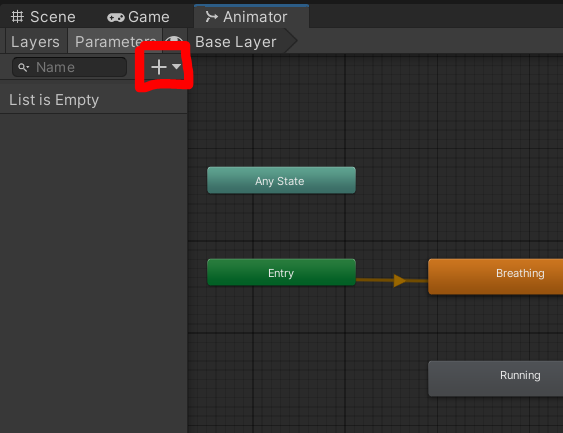 Scene Game Animator
Layers Parameters Base Layer
Name
List is Empty
Any State
Entry
Breathing
Running